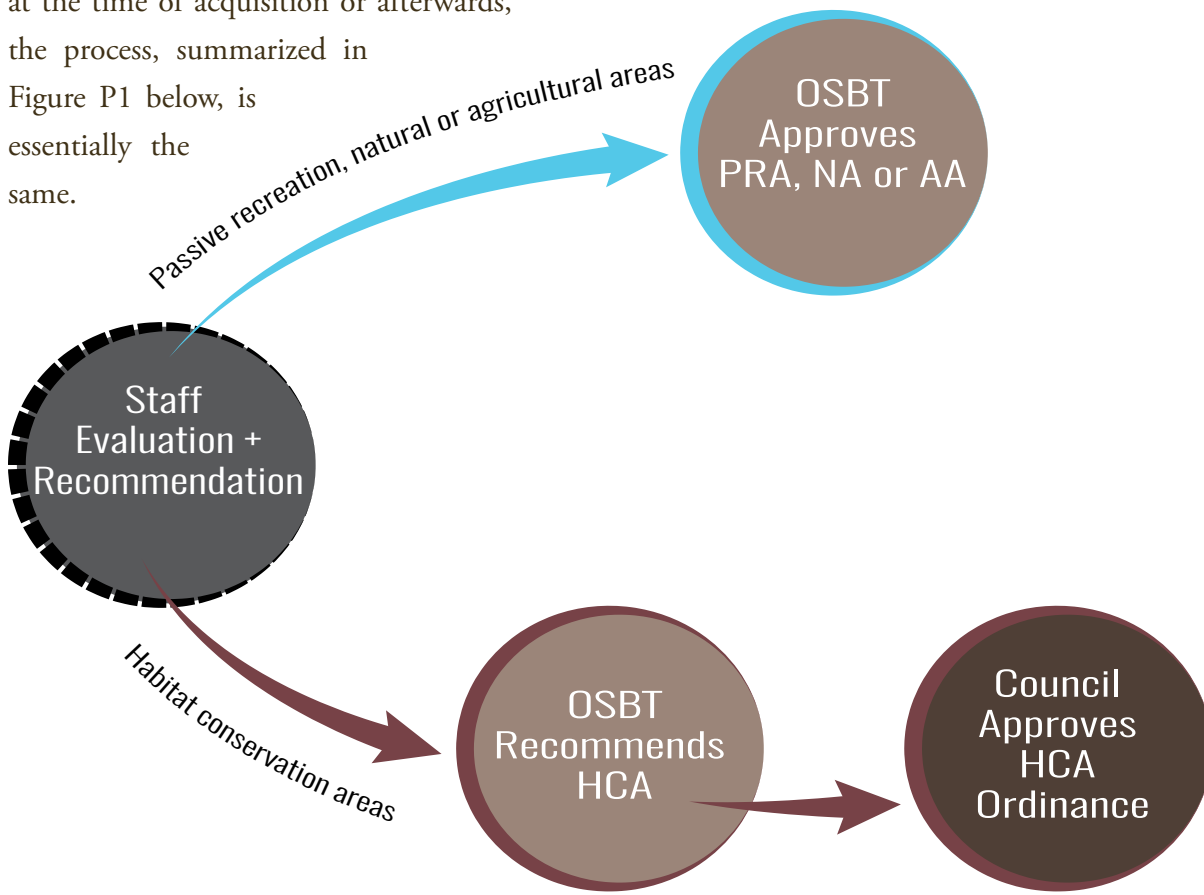 at the time of acquisition or afterwards,
the process, summarized in
Figure P1 below, is
essentially the
same.
Passive recreation, natural or agricultural areas
OSBT
Approves
PRA, NA or AA
Staff
Evaluation +
Recommendation
Habitat conservation areas
OSBT
Recommends
HCA
Council
Approves
HCA
Ordinance